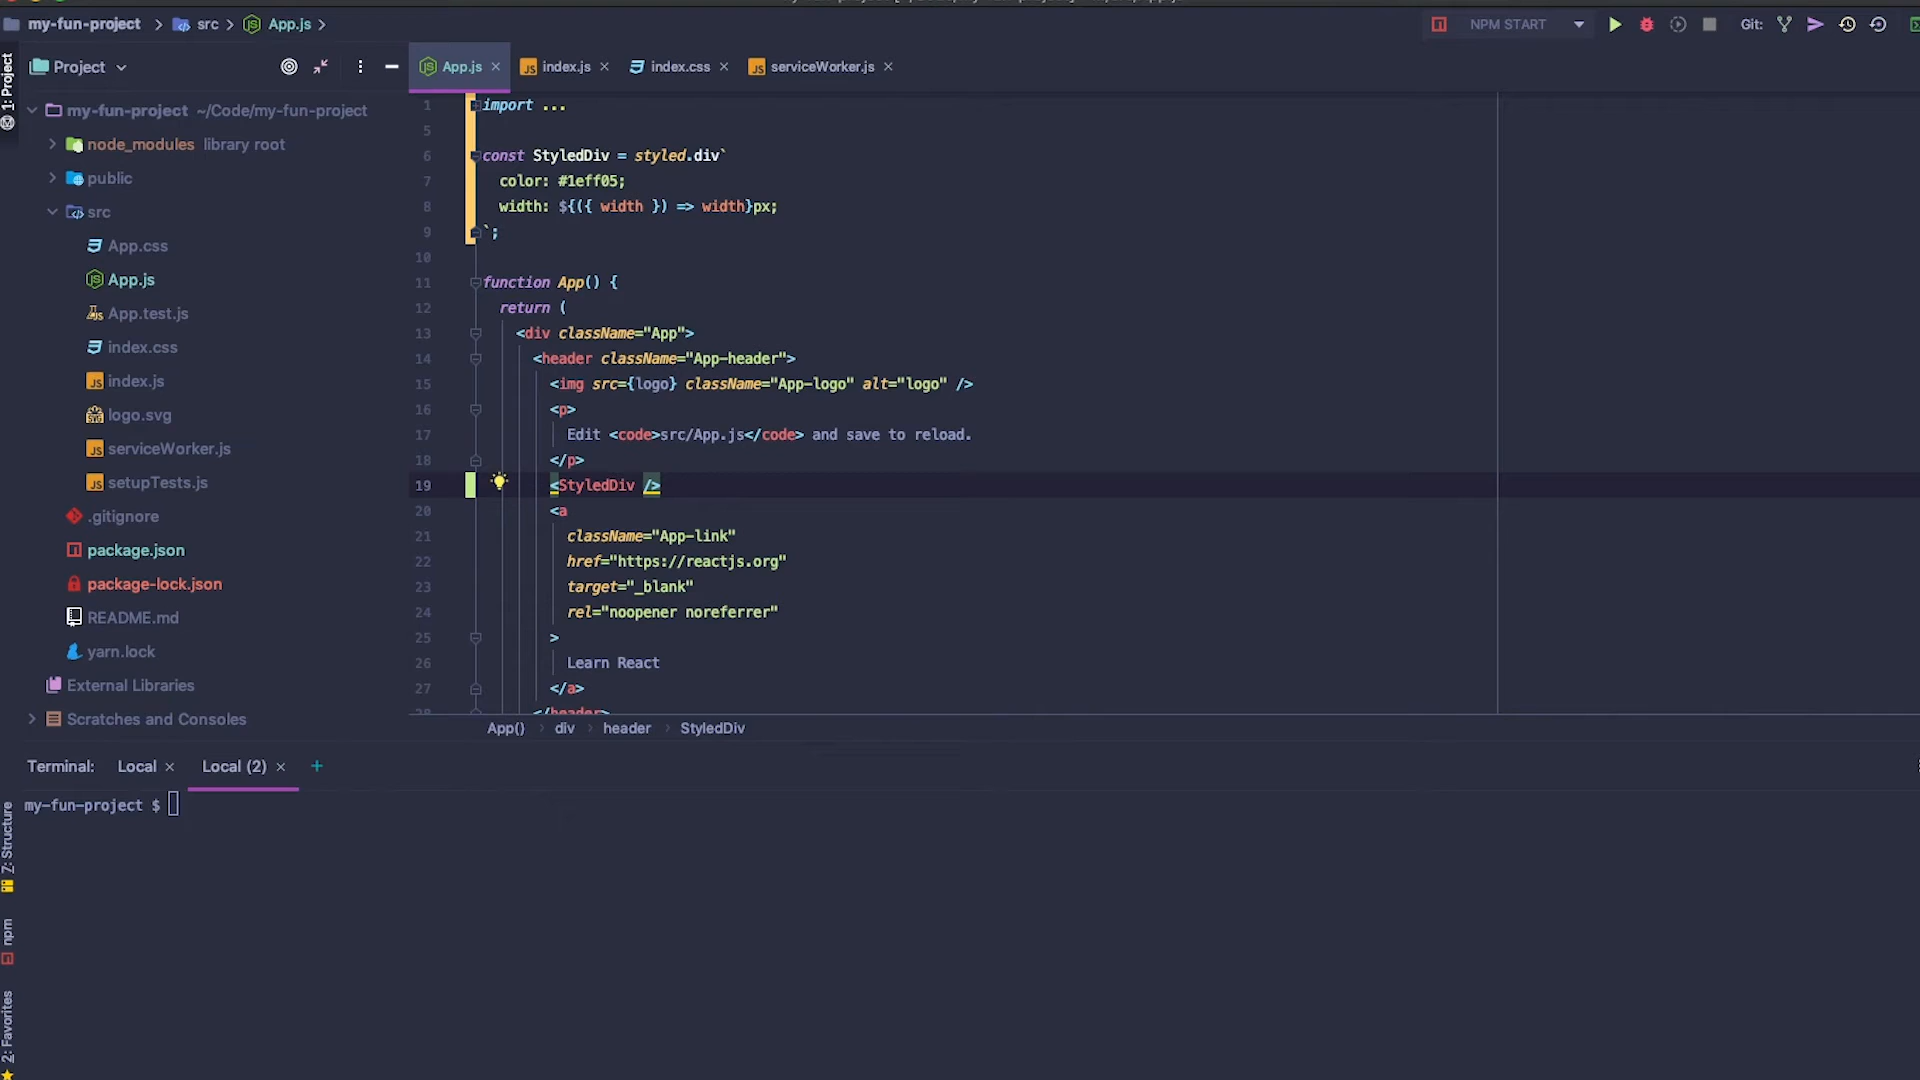 my-fun-project
src
App.js
NPM START
Git:
1: Project
Project
App.js
index.js
index.css
serviceWorker.js
my-fun-project ~/Code/my-fun-project
node_modules library root
public
src
App.css
App.js
App.test.js
index.css
index.js
logo.svg
serviceWorker.js
setupTests.js
.gitignore
package.json
package-lock.json
README.md
yarn.lock
External Libraries
Scratches and Consoles
1 import ...
5
6 const StyledDiv = styled.div`
7 color: #1eff05;
8 width: ${({ width }) => width}px;
9 `;
10
11 function App() {
12 return (
13 <div className="App">
14 <header className="App-header">
15 <img src={logo} className="App-logo" alt="logo" />
16 <p>
17 Edit <code>src/App.js</code> and save to reload.
18 </p>
19 <StyledDiv />
20 <a
21 className="App-link"
22 href="https://reactjs.org"
23 target="_blank"
24 rel="noopener noreferrer"
25 >
26 Learn React
27 </a>
28 </header>
App() div header StyledDiv
Terminal: Local Local (2) +
my-fun-project $
7: Structure
npm
2: Favorites